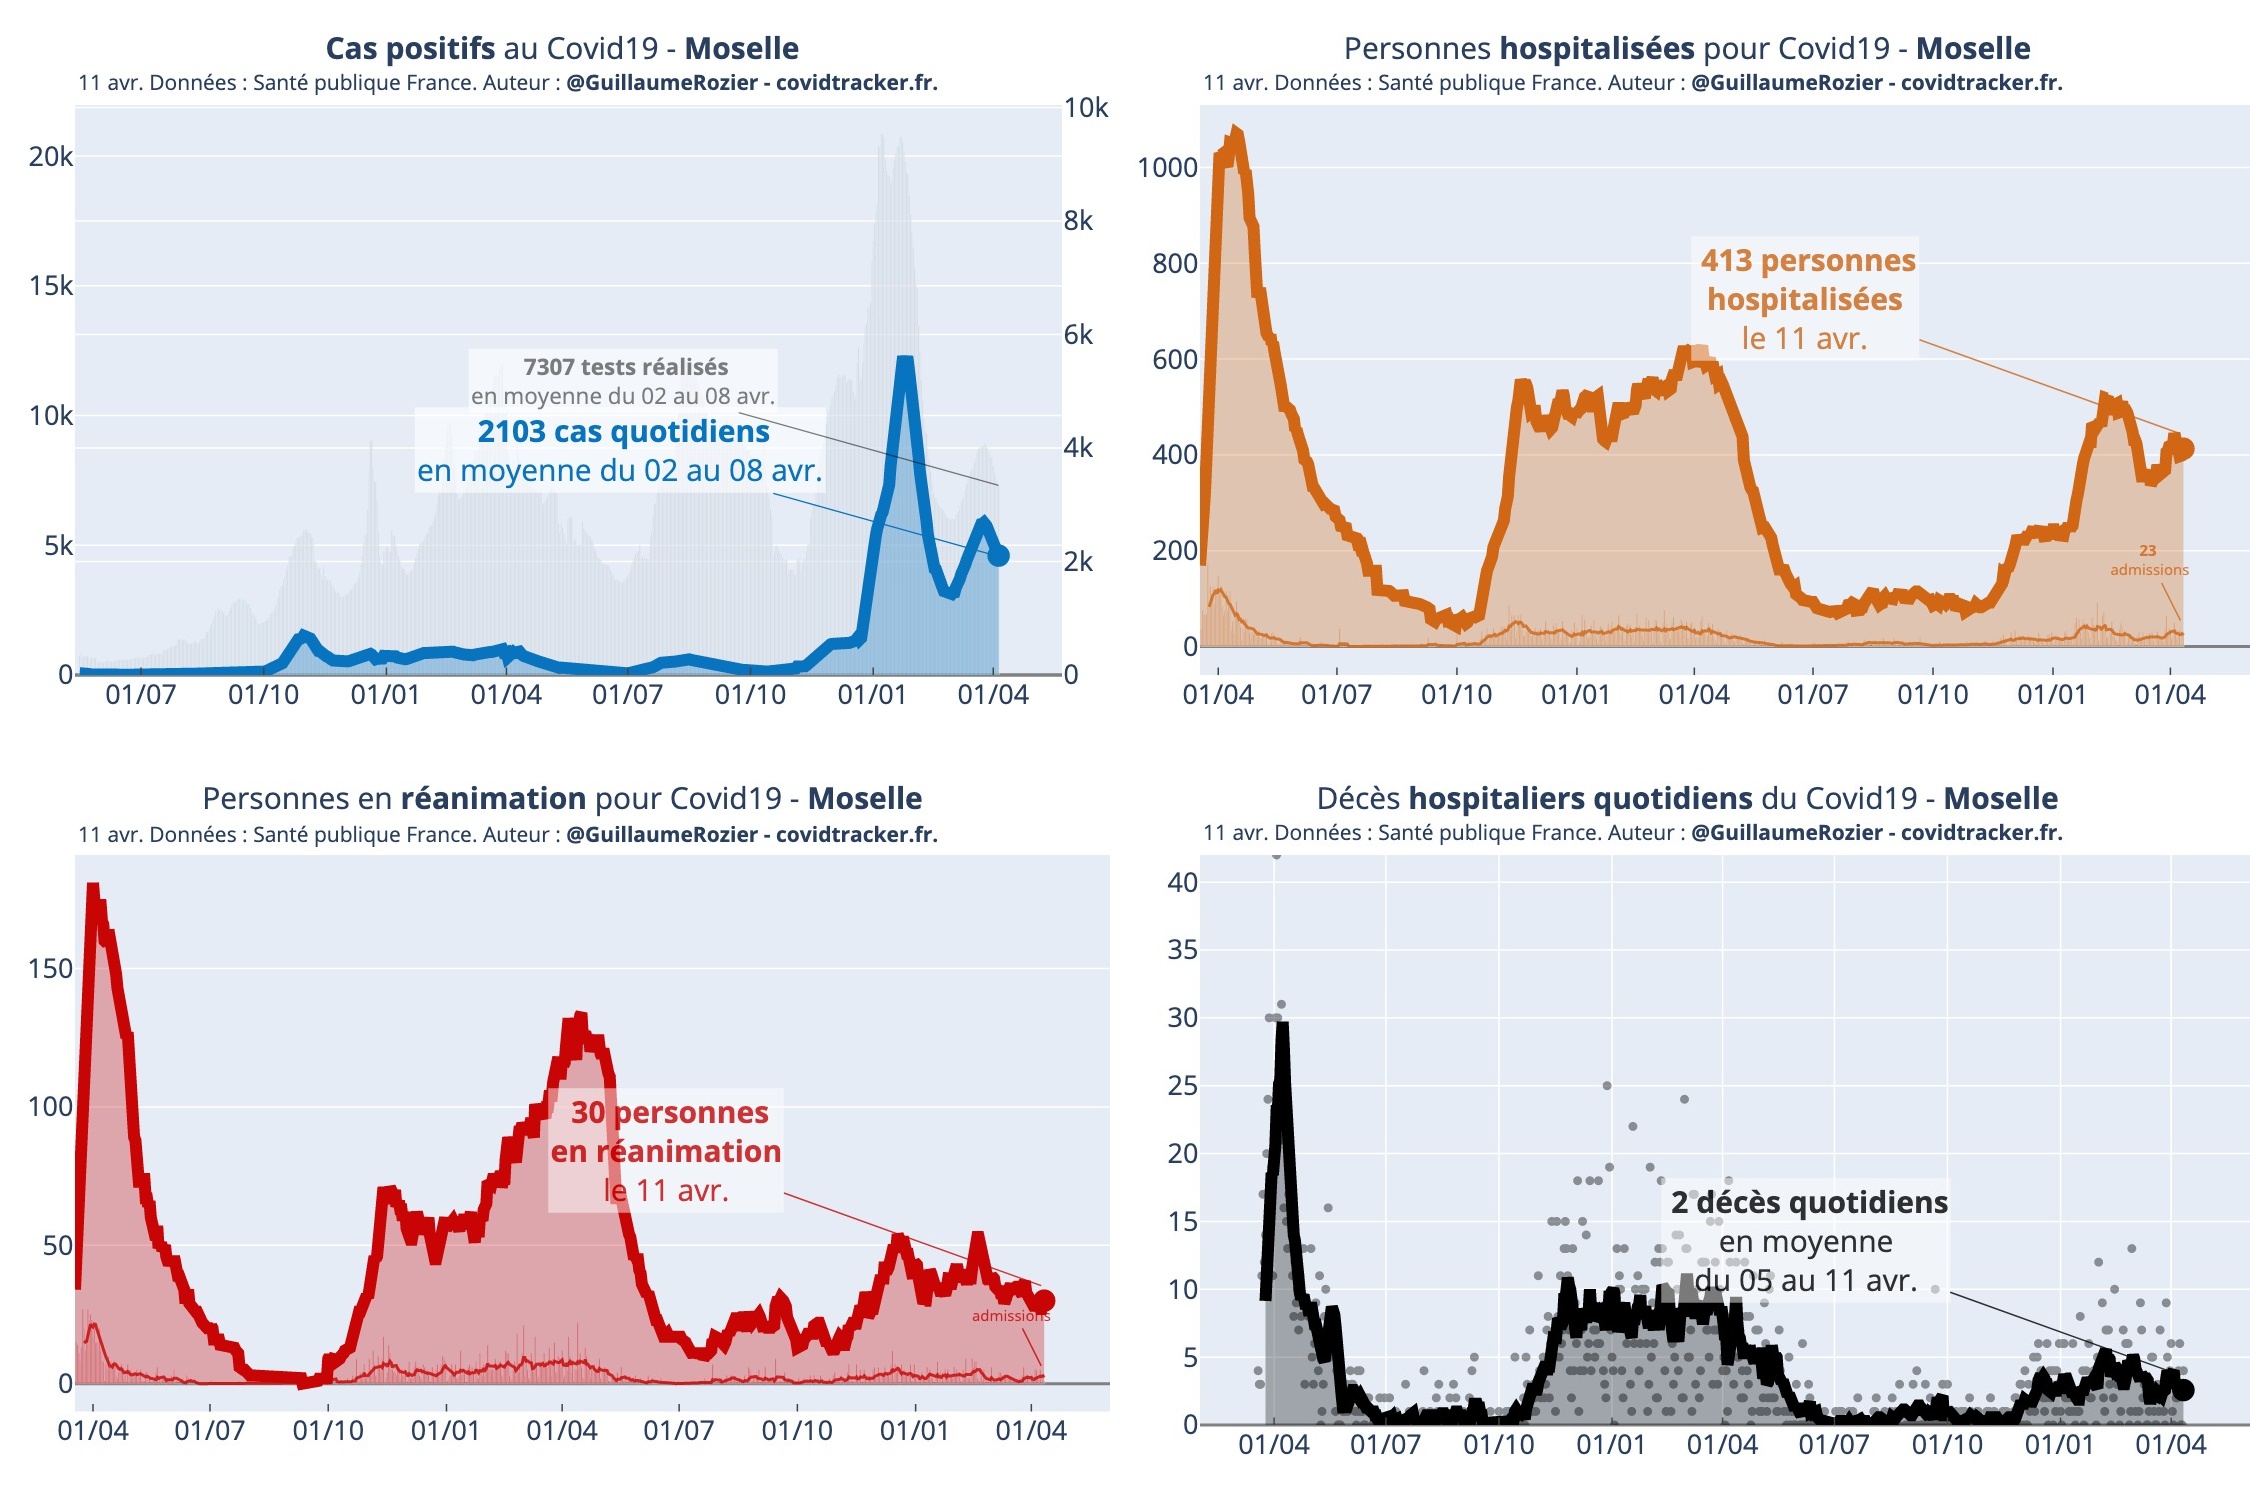 Cas positifs au Covid19 - Moselle
11 avr. Données : Santé publique France. Auteur : @GuillaumeRozier - covidtracker.fr.
10k
20k
8k
15k
6k
7307 tests réalisés
en moyenne du 02 au 08 avr.
10k
2103 cas quotidiens
4k
en moyenne du 02 au 08 avr.
5k
2k
0
0
01/07 01/10 01/01 01/04 01/07 01/10 01/01 01/04
Personnes hospitalisées pour Covid19 - Moselle
11 avr. Données : Santé publique France. Auteur : @GuillaumeRozier - covidtracker.fr.
1000
800
413 personnes
hospitalisées
le 11 avr.
600
400
200
23
admissions
0
01/04 01/07 01/10 01/01 01/04 01/07 01/10 01/01 01/04
Personnes en réanimation pour Covid19 - Moselle
11 avr. Données : Santé publique France. Auteur : @GuillaumeRozier - covidtracker.fr.
150
100
30 personnes
en réanimation
le 11 avr.
50
admissions
0
01/04 01/07 01/10 01/01 01/04 01/07 01/10 01/01 01/04
Décès hospitaliers quotidiens du Covid19 - Moselle
11 avr. Données : Santé publique France. Auteur : @GuillaumeRozier - covidtracker.fr.
40
35
30
25
20
2 décès quotidiens
15
en moyenne
du 05 au 11 avr.
10
5
0
01/04 01/07 01/10 01/01 01/04 01/07 01/10 01/01 01/04